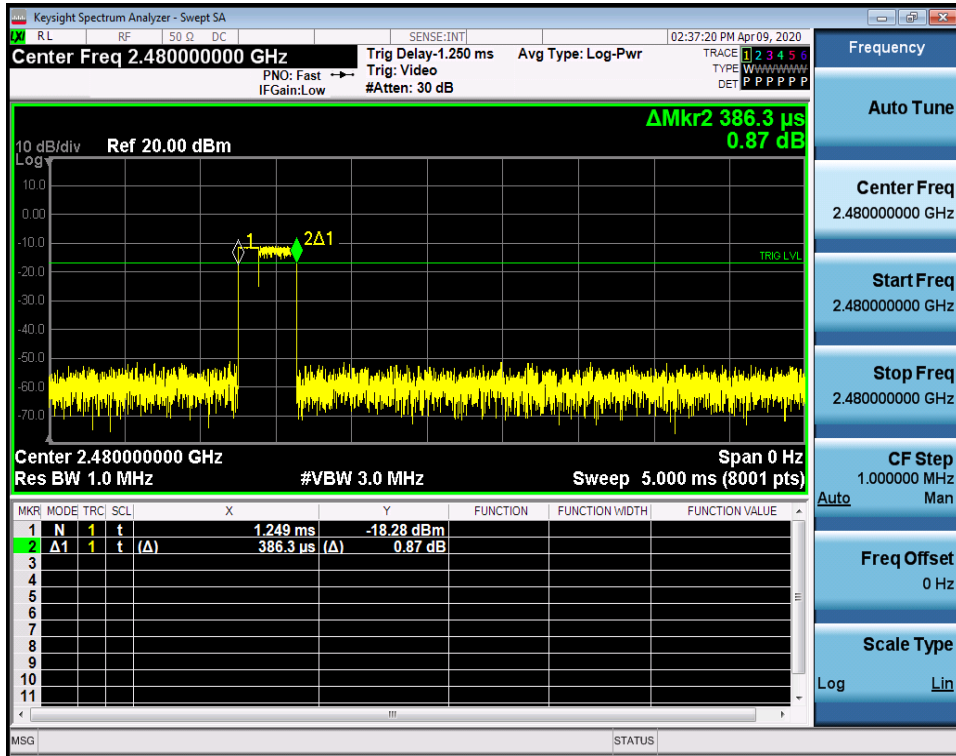 Keysight Spectrum Analyzer - Swept SA
LXI RL RF 50 Ω DC SENSE:INT 02:37:20 PM Apr 09, 2020
Center Freq 2.480000000 GHz
PNO: Fast
IFGain:Low
Trig Delay-1.250 ms
Trig: Video
#Atten: 30 dB
Avg Type: Log-Pwr
TRACE 1 2 3 4 5 6
TYPE WWWWWW
DET P P P P P P
ΔMkr2 386.3 µs
0.87 dB
10 dB/div Ref 20.00 dBm
Log
10.0
0.00
-10.0
-20.0
-30.0
-40.0
-50.0
-60.0
-70.0
1
2Δ1
TRIG LVL
Center 2.480000000 GHz Span 0 Hz
Res BW 1.0 MHz #VBW 3.0 MHz Sweep 5.000 ms (8001 pts)
MKR MODE TRC SCL X Y FUNCTION FUNCTION WIDTH FUNCTION VALUE
1 N 1 t 1.249 ms -18.28 dBm
2 Δ1 1 t (Δ) 386.3 µs (Δ) 0.87 dB
3
4
5
6
7
8
9
10
11
MSG STATUS
Frequency
Auto Tune
Center Freq
2.480000000 GHz
Start Freq
2.480000000 GHz
Stop Freq
2.480000000 GHz
CF Step
1.000000 MHz
Auto Man
Freq Offset
0 Hz
Scale Type
Log Lin